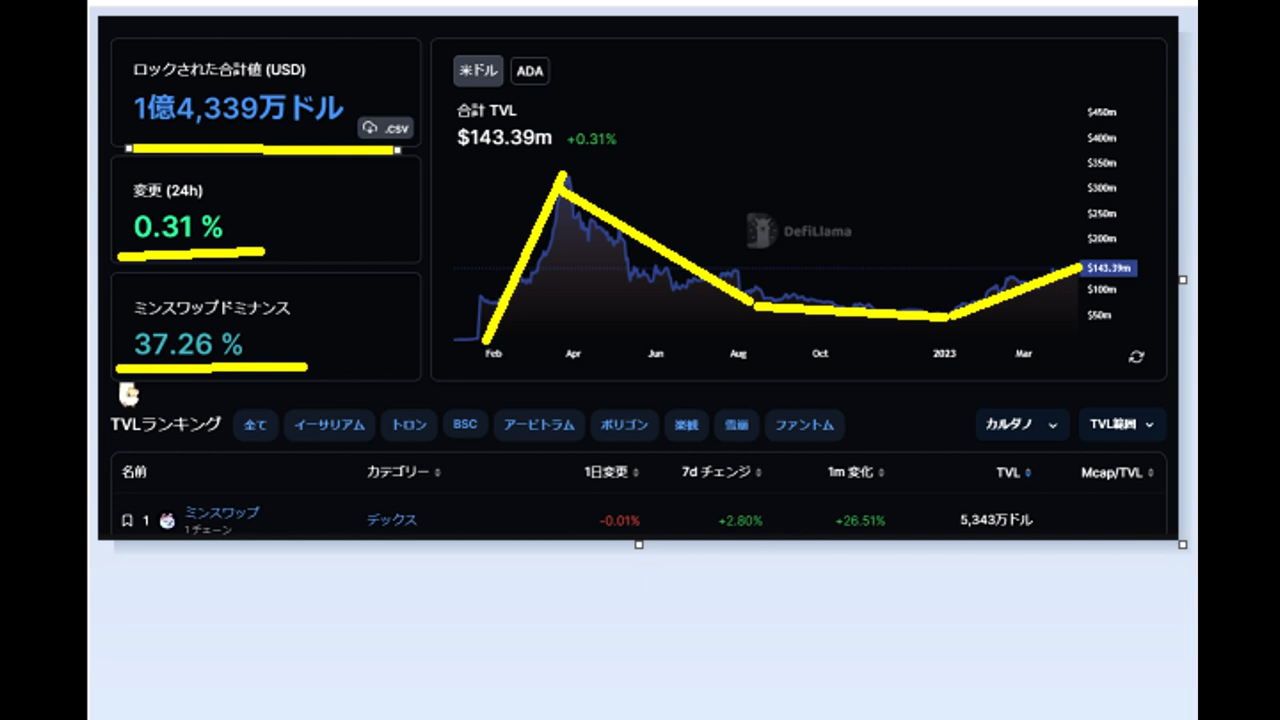 ロックされた合計値 (USD)
1億4,339万ドル
.csv
変更 (24h)
0.31 %
ミンスワップドミナンス
37.26 %
米ドル ADA
合計 TVL
$143.39m +0.31%
DefiLlama
$450m
$400m
$350m
$300m
$250m
$200m
$143.39m
$100m
$50m
Feb Apr Jun Aug Oct 2023 Mar
TVLランキング 全て イーサリアム トロン BSC アービトラム ポリゴン 楽観 雪崩 ファントム カルダノ TVL範囲
名前 カテゴリー 1日変更 7d チェンジ 1m 変化 TVL Mcap/TVL
1 ミンスワップ デックス -0.01% +2.80% +26.51% 5,343万ドル
1チェーン